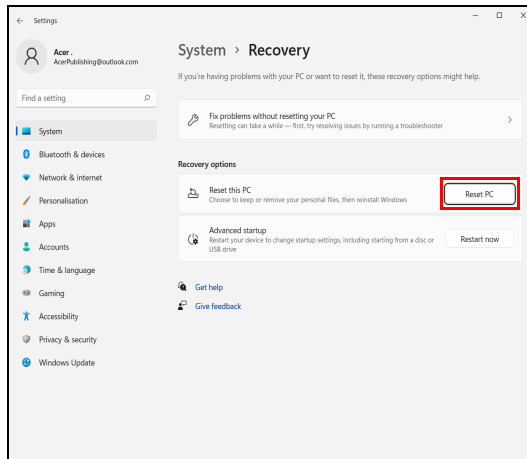 Settings
Acer .
AcerPublishing@outlook.com
Find a setting
System
Bluetooth & devices
Network & internet
Personalisation
Apps
Accounts
Time & language
Gaming
Accessibility
Privacy & security
Windows Update
System > Recovery
If you're having problems with your PC or want to reset it, these recovery options might help.
Fix problems without resetting your PC
Resetting can take a while — first, try resolving issues by running a troubleshooter
Recovery options
Reset this PC
Choose to keep or remove your personal files, then reinstall Windows
Reset PC
Advanced startup
Restart your device to change startup settings, including starting from a disc or
USB drive
Restart now
Get help
Give feedback